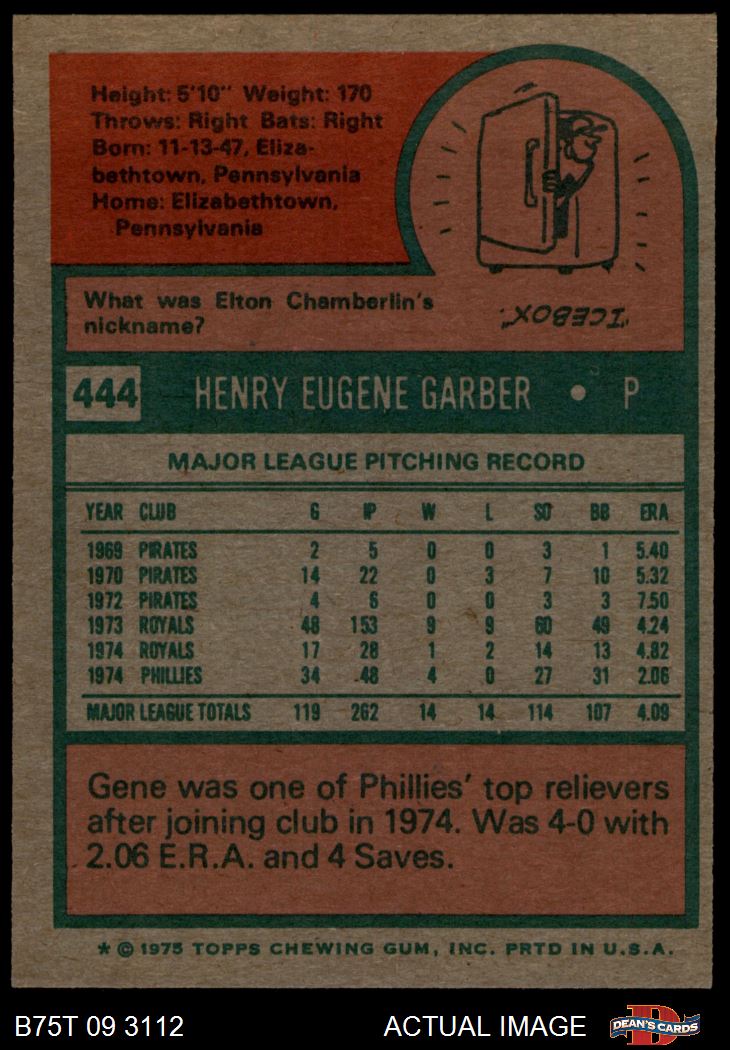 Height: 5'10" Weight: 170
Throws: Right Bats: Right
Born: 11-13-47, Eliza-
bethtown, Pennsylvania
Home: Elizabethtown,
Pennsylvania
What was Elton Chamberlin's
nickname?
"ICEBOX."
444 HENRY EUGENE GARBER • P
MAJOR LEAGUE PITCHING RECORD
YEAR CLUB G IP W L SO BB ERA
1969 PIRATES 2 5 0 0 3 1 5.40
1970 PIRATES 14 22 0 3 7 10 5.32
1972 PIRATES 4 6 0 0 3 3 7.50
1973 ROYALS 48 153 9 9 60 49 4.24
1974 ROYALS 17 28 1 2 14 13 4.82
1974 PHILLIES 34 48 4 0 27 31 2.06
MAJOR LEAGUE TOTALS 119 262 14 14 114 107 4.09
Gene was one of Phillies' top relievers
after joining club in 1974. Was 4-0 with
2.06 E.R.A. and 4 Saves.
* © 1975 TOPPS CHEWING GUM, INC. PRTD IN U.S.A.
B75T 09 3112 ACTUAL IMAGE DEAN'S CARDS